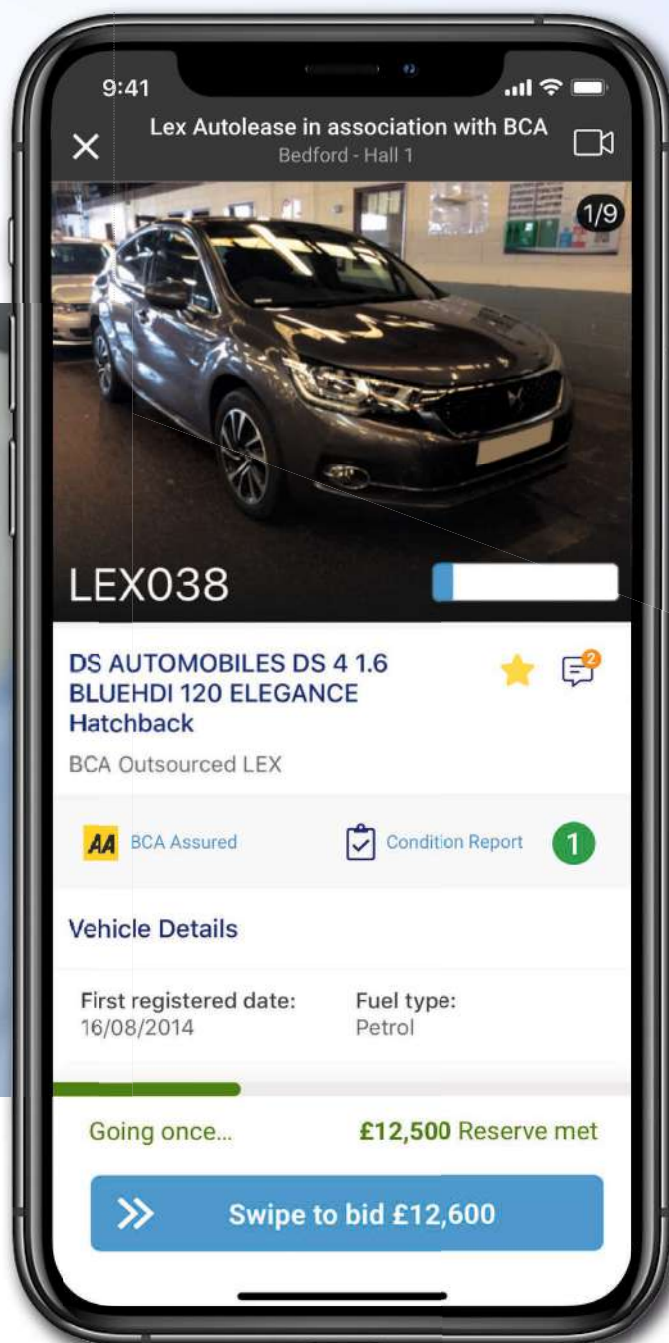 9:41
Lex Autolease in association with BCA
Bedford - Hall 1
1/9
LEX038
DS AUTOMOBILES DS 4 1.6
BLUEHDI 120 ELEGANCE
Hatchback
2
BCA Outsourced LEX
AA BCA Assured Condition Report 1
Vehicle Details
First registered date: Fuel type:
16/08/2014 Petrol
Going once... £12,500 Reserve met
Swipe to bid £12,600